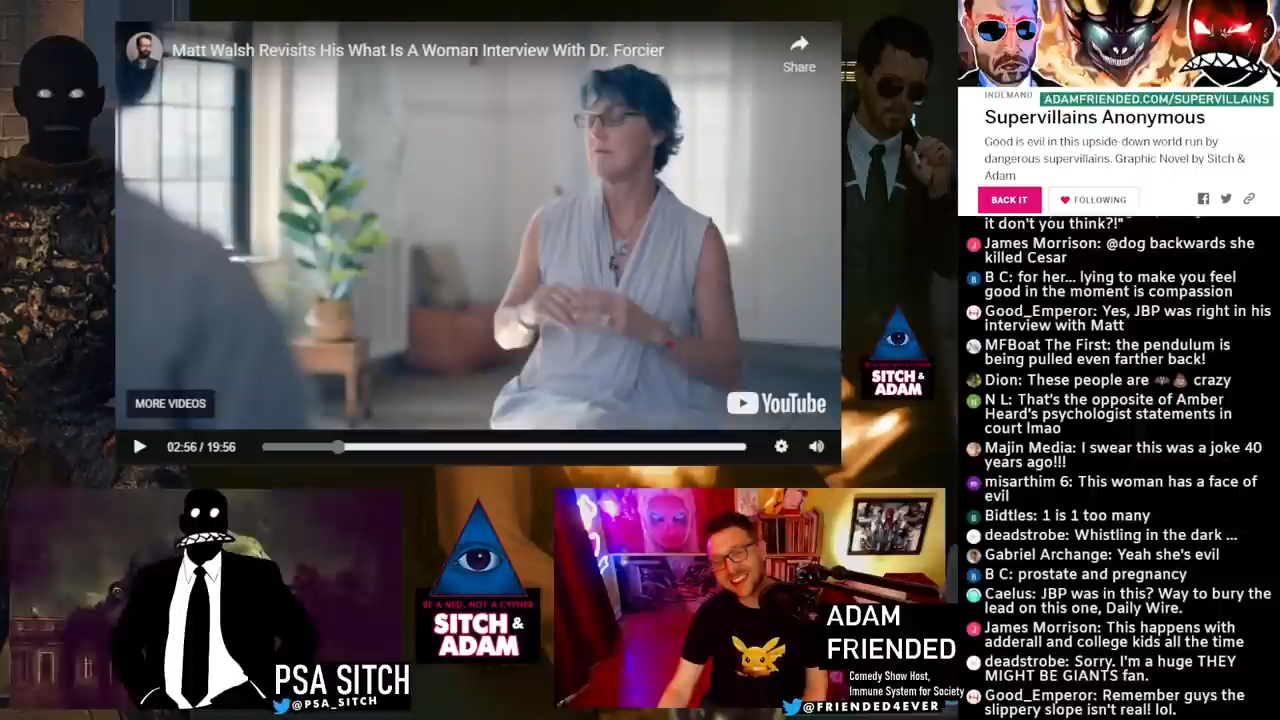 Matt Walsh Revisits His What Is A Woman Interview With Dr. Forcier
Share
MORE VIDEOS
YouTube
02:56 / 19:56
SITCH &
ADAM
BE A NEO, NOT A CYPHER
SITCH &
ADAM
PSA SITCH
@PSA_SITCH
ADAM
FRIENDED
Comedy Show Host,
Immune System for Society
@FRIENDED4EVER
INDEMAND
ADAMFRIENDED.COM/SUPERVILLAINS
Supervillains Anonymous
Good is evil in this upside-down world run by
dangerous supervillains. Graphic Novel by Sitch &
Adam
BACK IT
FOLLOWING
it don't you think?!"
James Morrison: @dog backwards she
killed Cesar
B C: for her... lying to make you feel
good in the moment is compassion
Good_Emperor: Yes, JBP was right in his
interview with Matt
MFBoat The First: the pendulum is
being pulled even farther back!
Dion: These people are 🦇💩 crazy
N L: That's the opposite of Amber
Heard's psychologist statements in
court lmao
Majin Media: I swear this was a joke 40
years ago!!!
misarthim 6: This woman has a face of
evil
Bidtles: 1 is 1 too many
deadstrobe: Whistling in the dark ...
Gabriel Archange: Yeah she's evil
B C: prostate and pregnancy
Caelus: JBP was in this? Way to bury the
lead on this one, Daily Wire.
James Morrison: This happens with
adderall and college kids all the time
deadstrobe: Sorry. I'm a huge THEY
MIGHT BE GIANTS fan.
Good_Emperor: Remember guys the
slippery slope isn't real! lol.